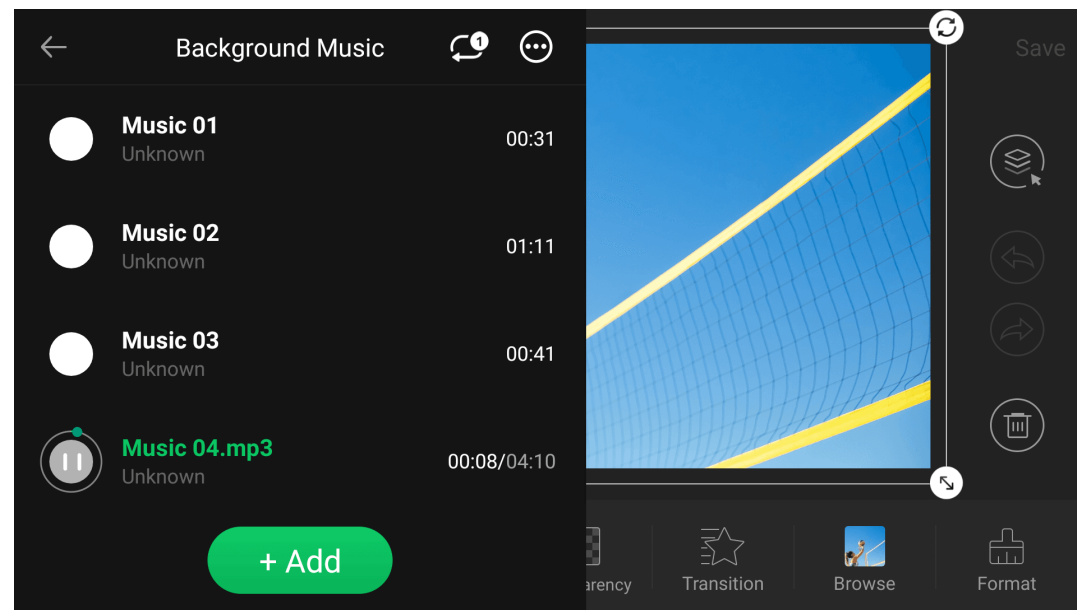 Background Music
1
Save
Music 01
Unknown
00:31
Music 02
Unknown
01:11
Music 03
Unknown
00:41
Music 04.mp3
Unknown
00:08/04:10
+ Add
arency
Transition
Browse
Format